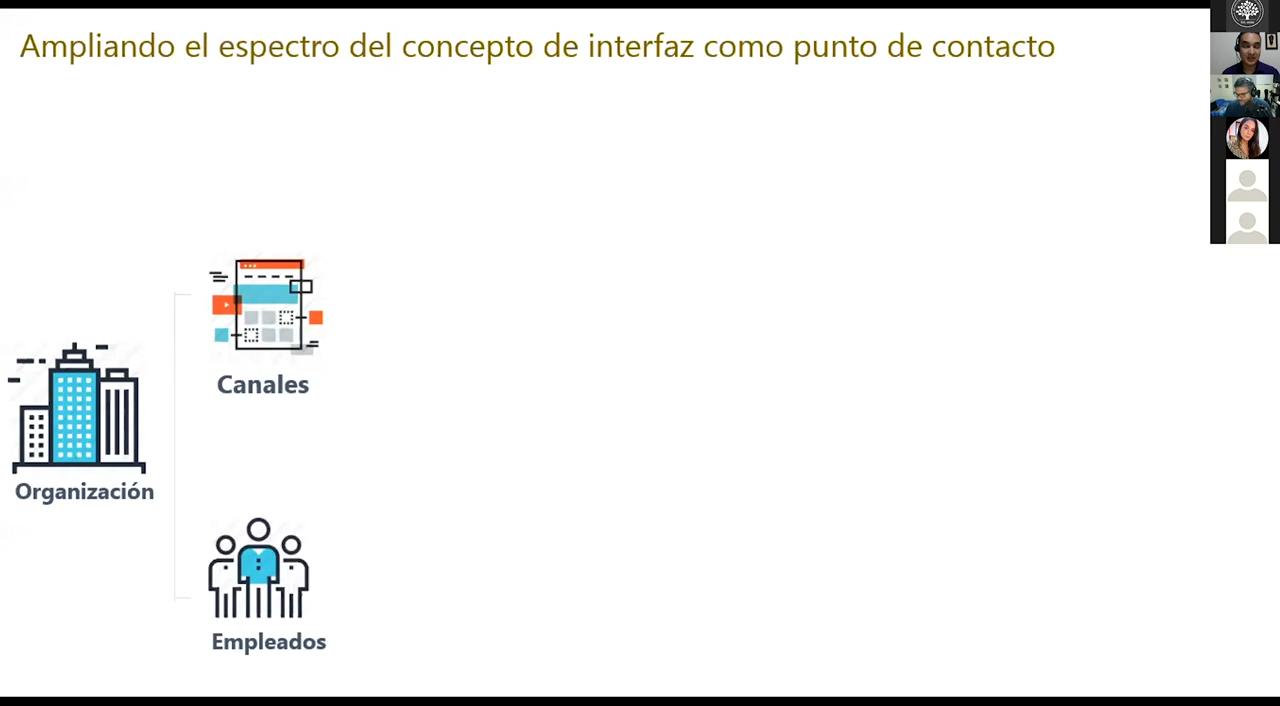 Ampliando el espectro del concepto de interfaz como punto de contacto
Canales
Organización
Empleados